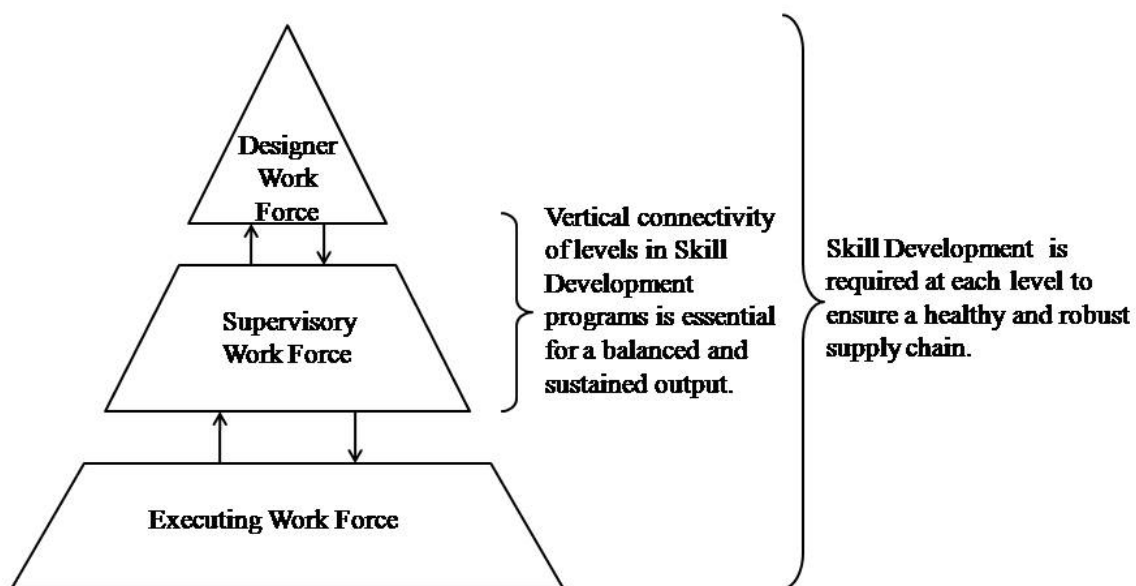 Designer
Work
Force
Supervisory
Work Force
Executing Work Force
Vertical connectivity
of levels in Skill
Development
programs is essential
for a balanced and
sustained output.
Skill Development is
required at each level to
ensure a healthy and robust
supply chain.